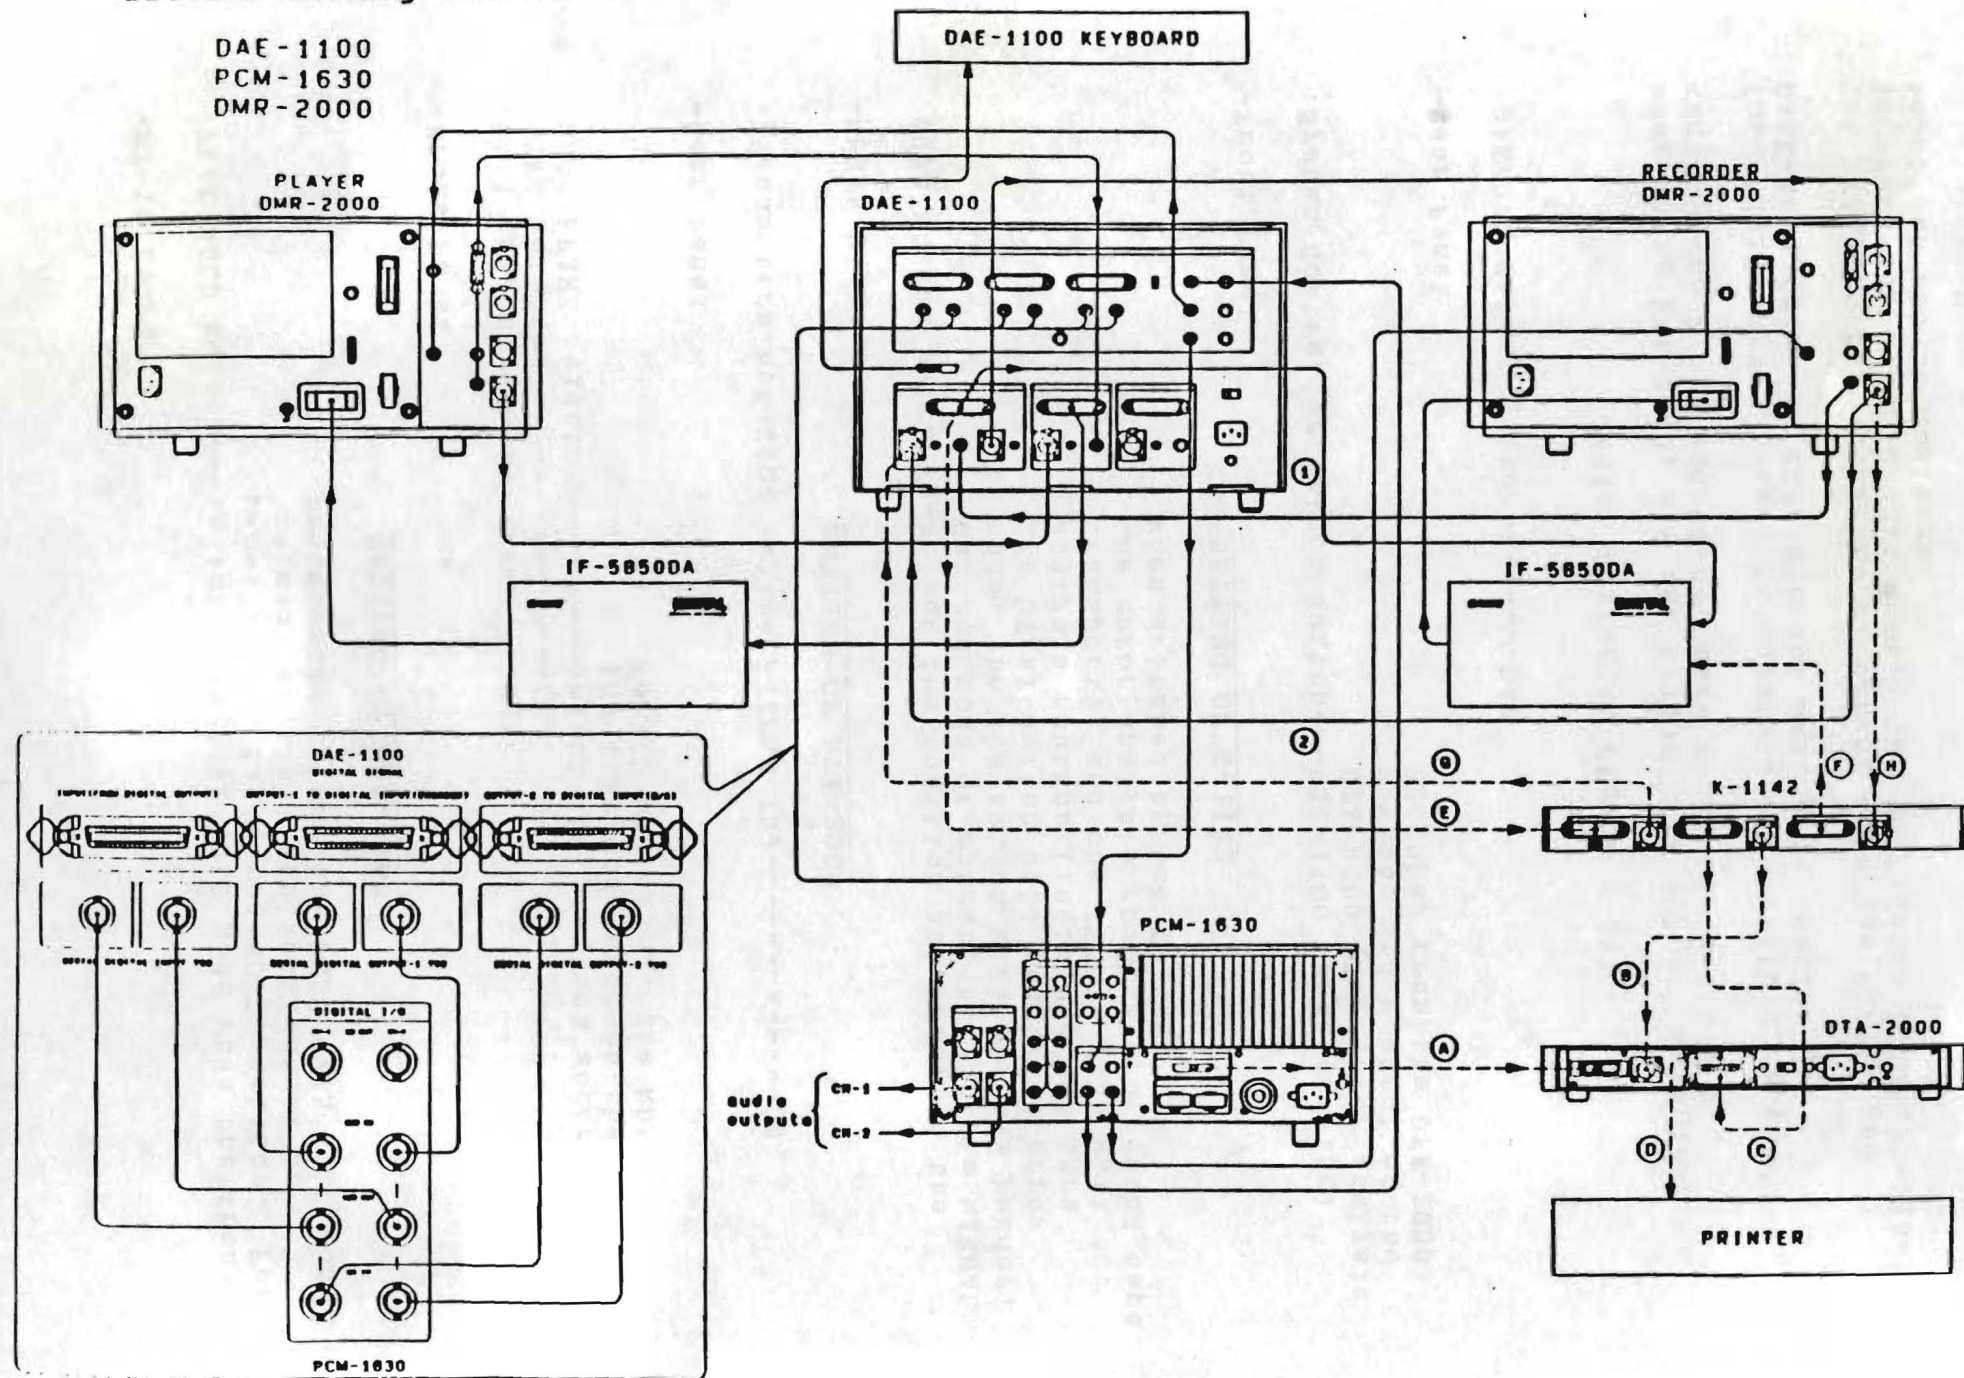 DAE-1100
PCM-1630
DMR-2000
DAE-1100 KEYBOARD
PLAYER
DMR-2000
DAE-1100
RECORDER
DMR-2000
1
IF-5850DA
IF-5850DA
2
G
E
F
H
K-1142
DAE-1100
DIGITAL SIGNAL
PCM-1630
B
DTA-2000
DIGITAL I/O
A
audio
outputs
CH-1
CH-2
D
C
PRINTER
PCM-1630